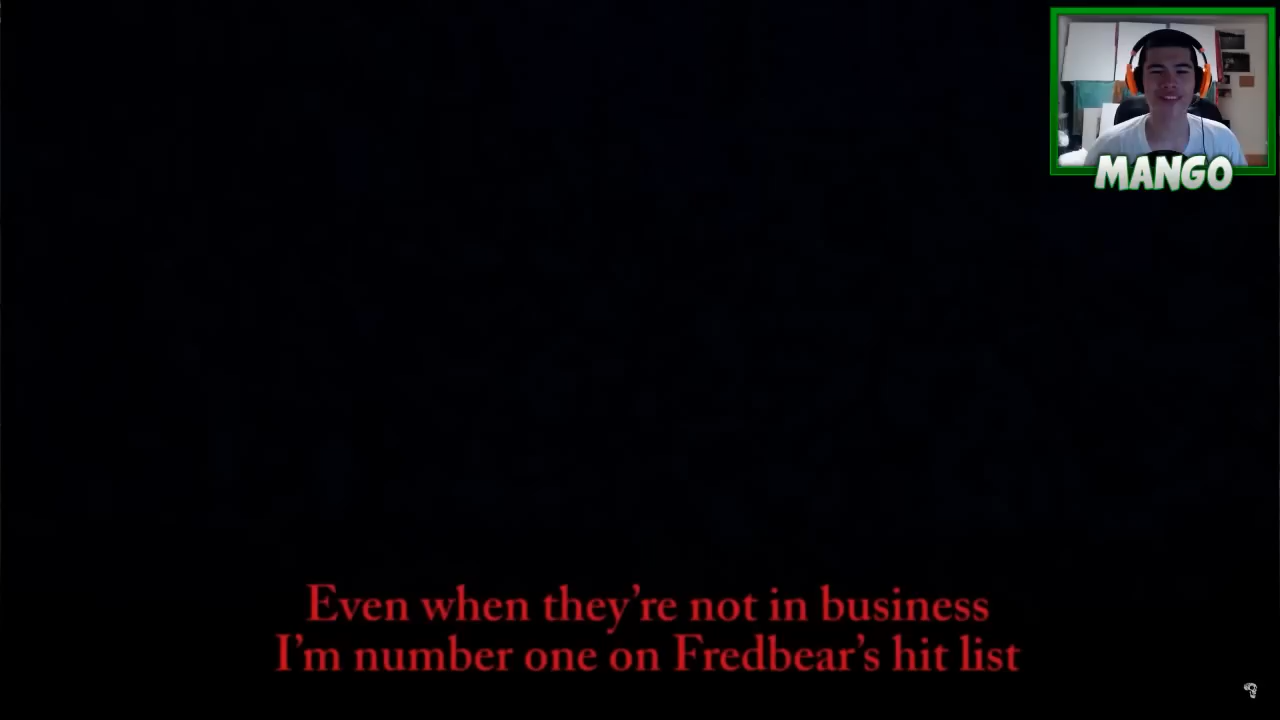 MANGO
Even when they're not in business
I'm number one on Fredbear's hit list